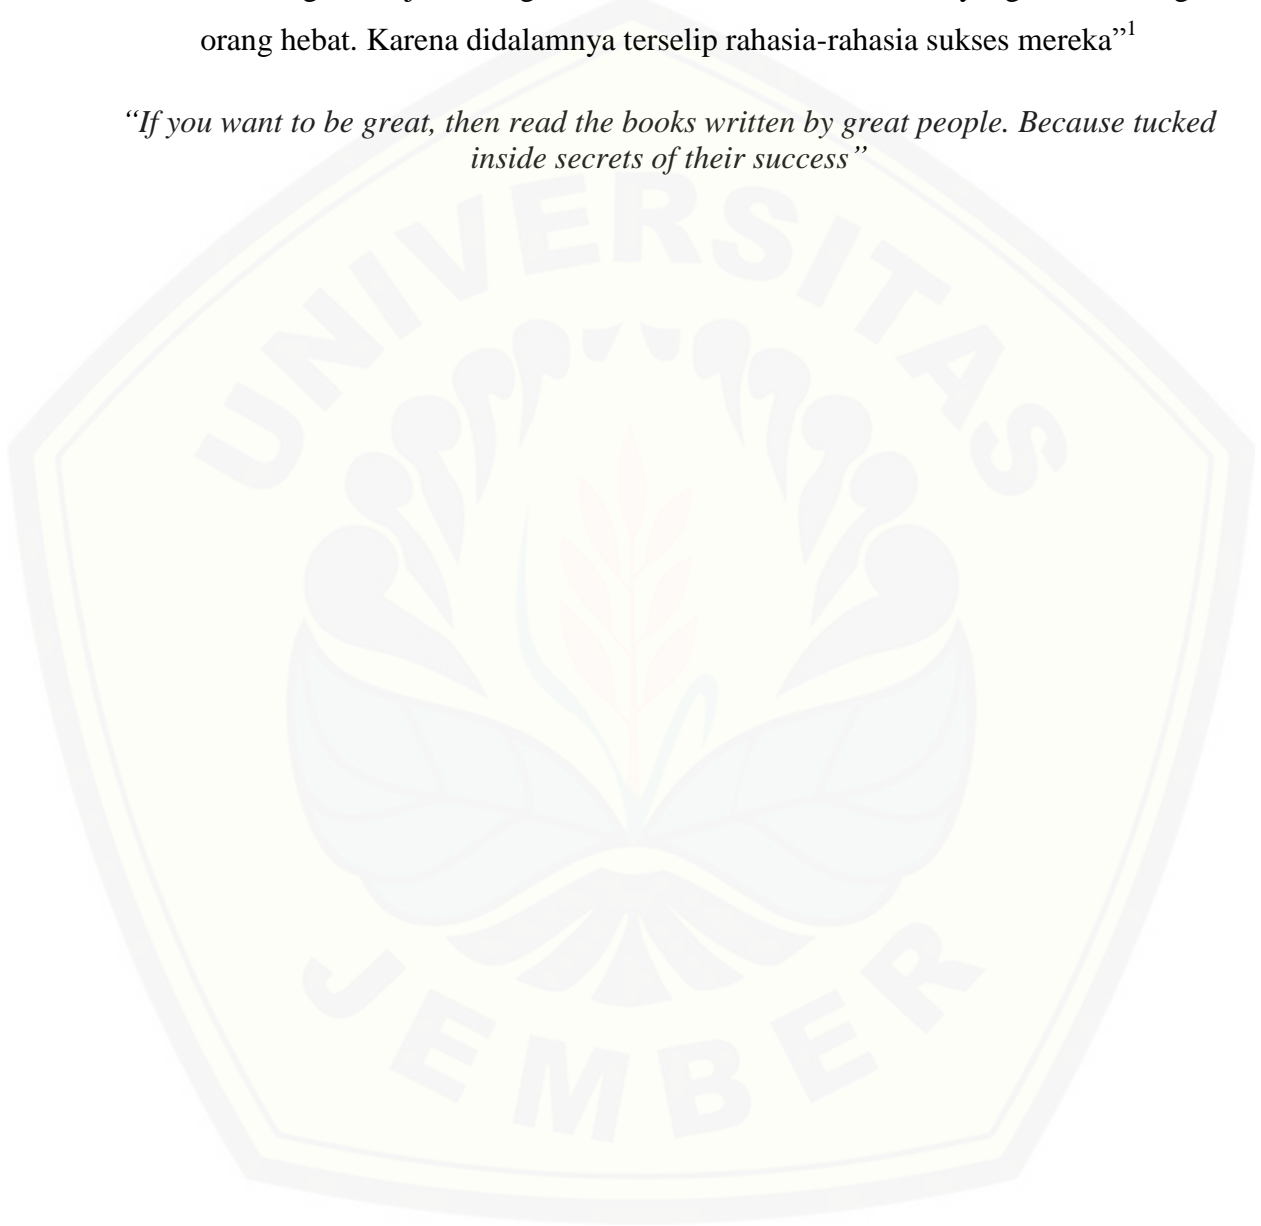 orang hebat. Karena didalamnya terselip rahasia-rahasia sukses mereka”1
“If you want to be great, then read the books written by great people. Because tucked
inside secrets of their success”
UNIVERSITAS
JEMBER